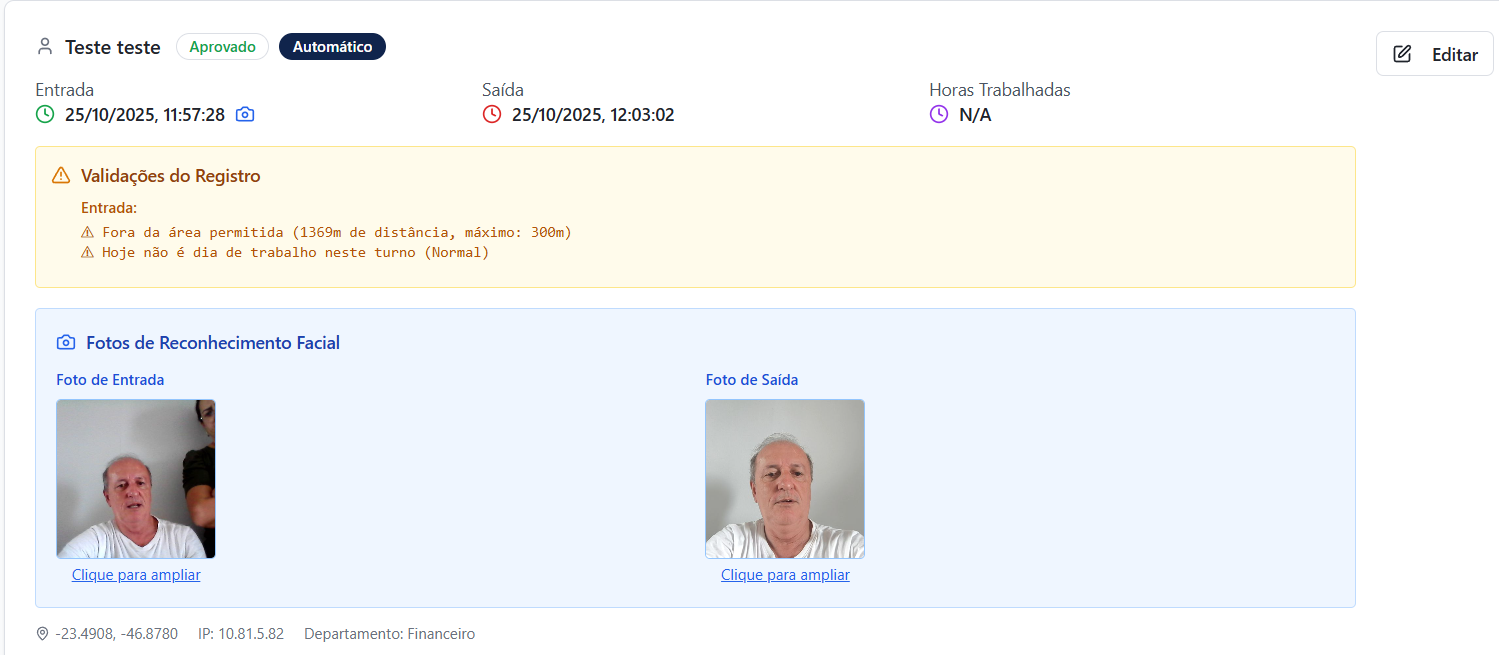 Teste teste Aprovado Automático Editar
Entrada Saída Horas Trabalhadas
25/10/2025, 11:57:28 25/10/2025, 12:03:02 N/A
Validações do Registro
Entrada:
⚠ Fora da área permitida (1369m de distância, máximo: 300m)
⚠ Hoje não é dia de trabalho neste turno (Normal)
Fotos de Reconhecimento Facial
Foto de Entrada Foto de Saída
Clique para ampliar Clique para ampliar
-23.4908, -46.8780 IP: 10.81.5.82 Departamento: Financeiro